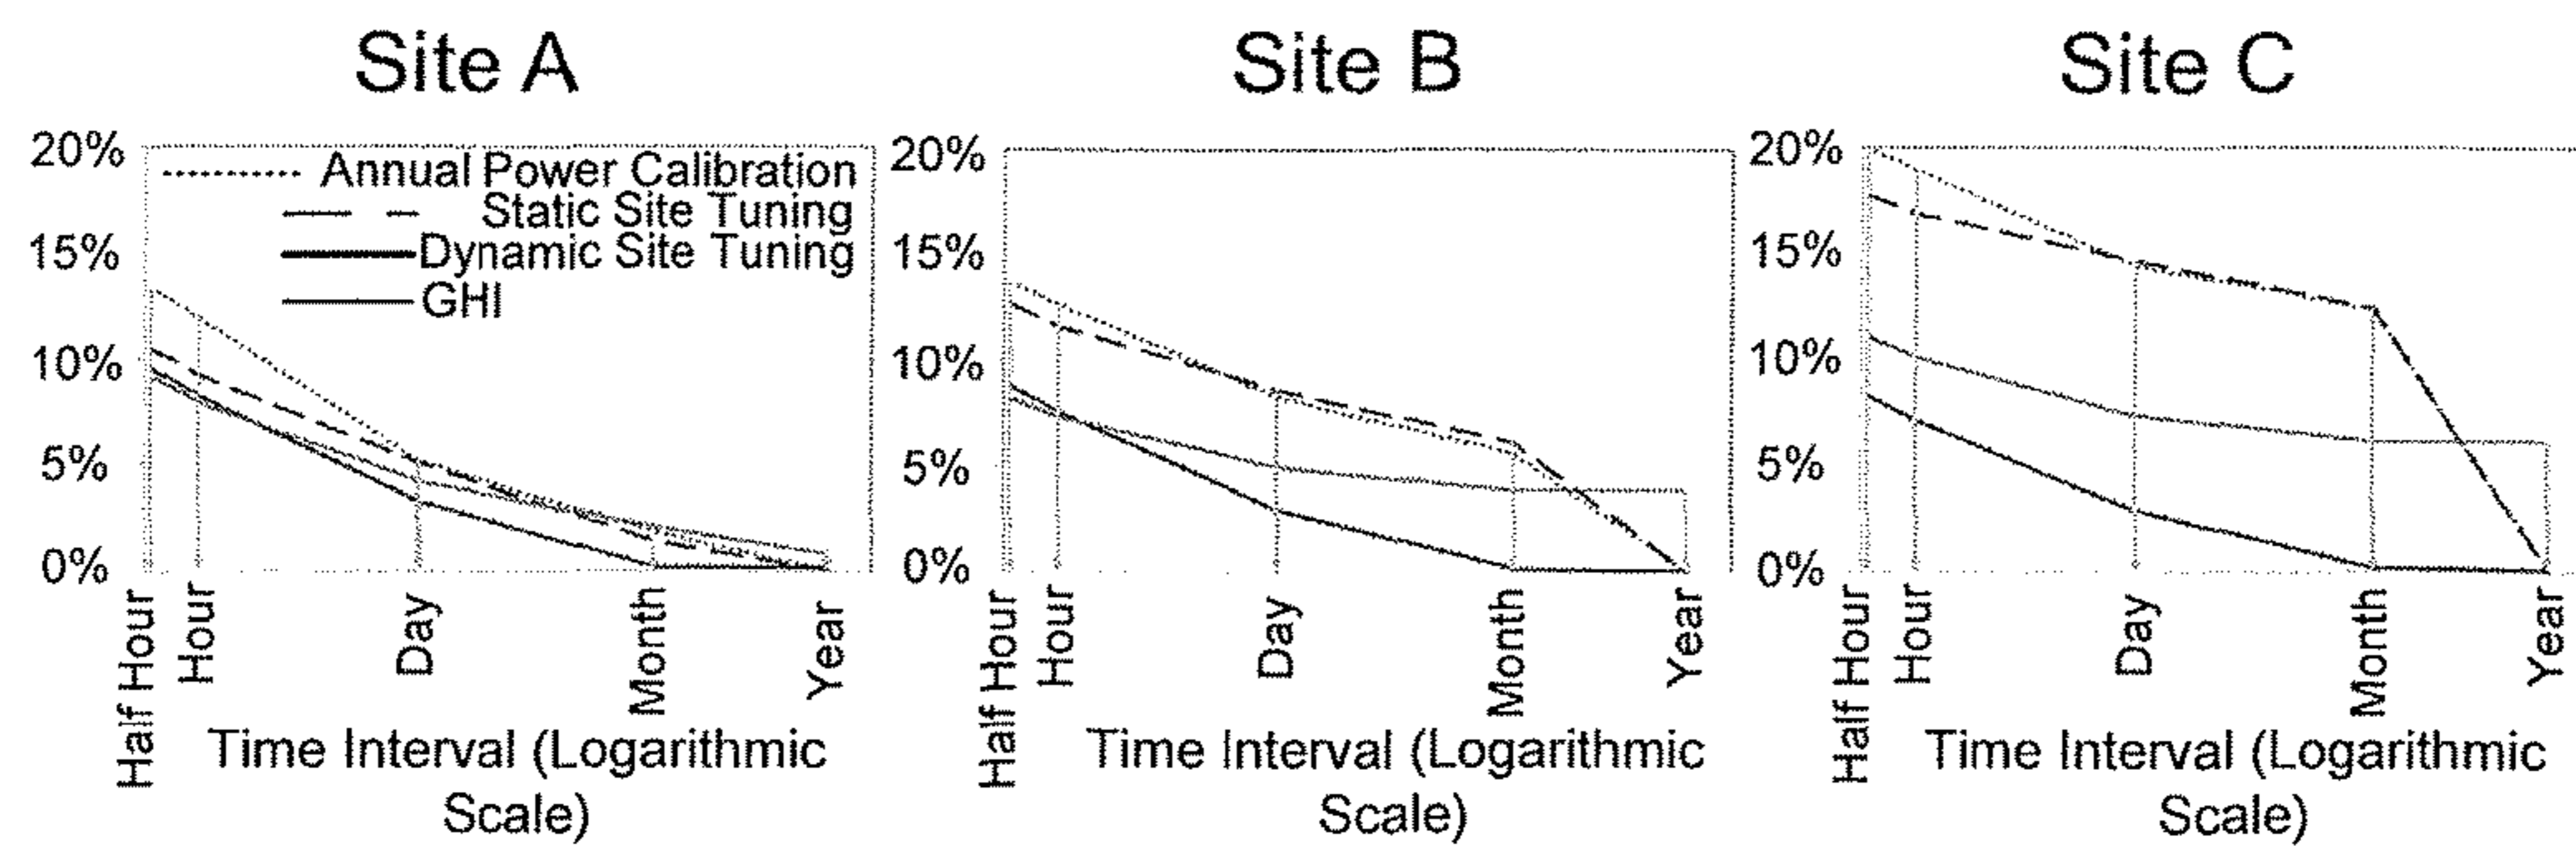 Site A
20%
15%
10%
5%
0%
Annual Power Calibration
Static Site Tuning
Dynamic Site Tuning
GHI
Half Hour
Hour
Day
Month
Year
Time Interval (Logarithmic
Scale)
Site B
20%
15%
10%
5%
0%
Half Hour
Hour
Day
Month
Year
Time Interval (Logarithmic
Scale)
Site C
20%
15%
10%
5%
0%
Half Hour
Hour
Day
Month
Year
Time Interval (Logarithmic
Scale)